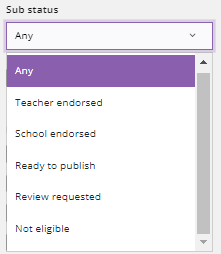 Sub status
Any
Any
Teacher endorsed
School endorsed
Ready to publish
Review requested
Not eligible